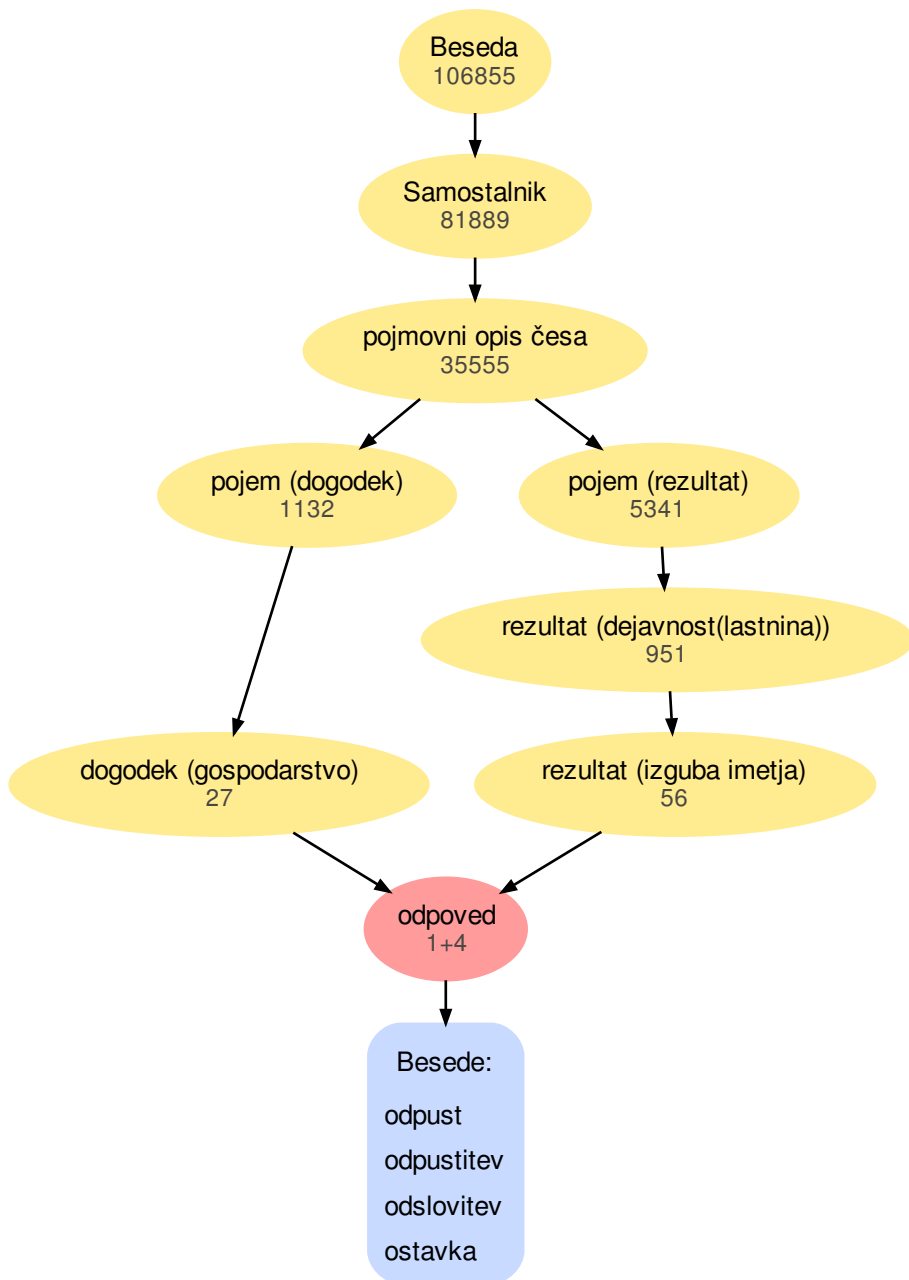 Beseda
106855
Samostalnik
81889
pojmovni opis česa
35555
pojem (dogodek)
1132
pojem (rezultat)
5341
rezultat (dejavnost(lastnina))
951
dogodek (gospodarstvo)
27
rezultat (izguba imetja)
56
odpoved
1+4
Besede:
odpust
odpustitev
odslovitev
ostavka